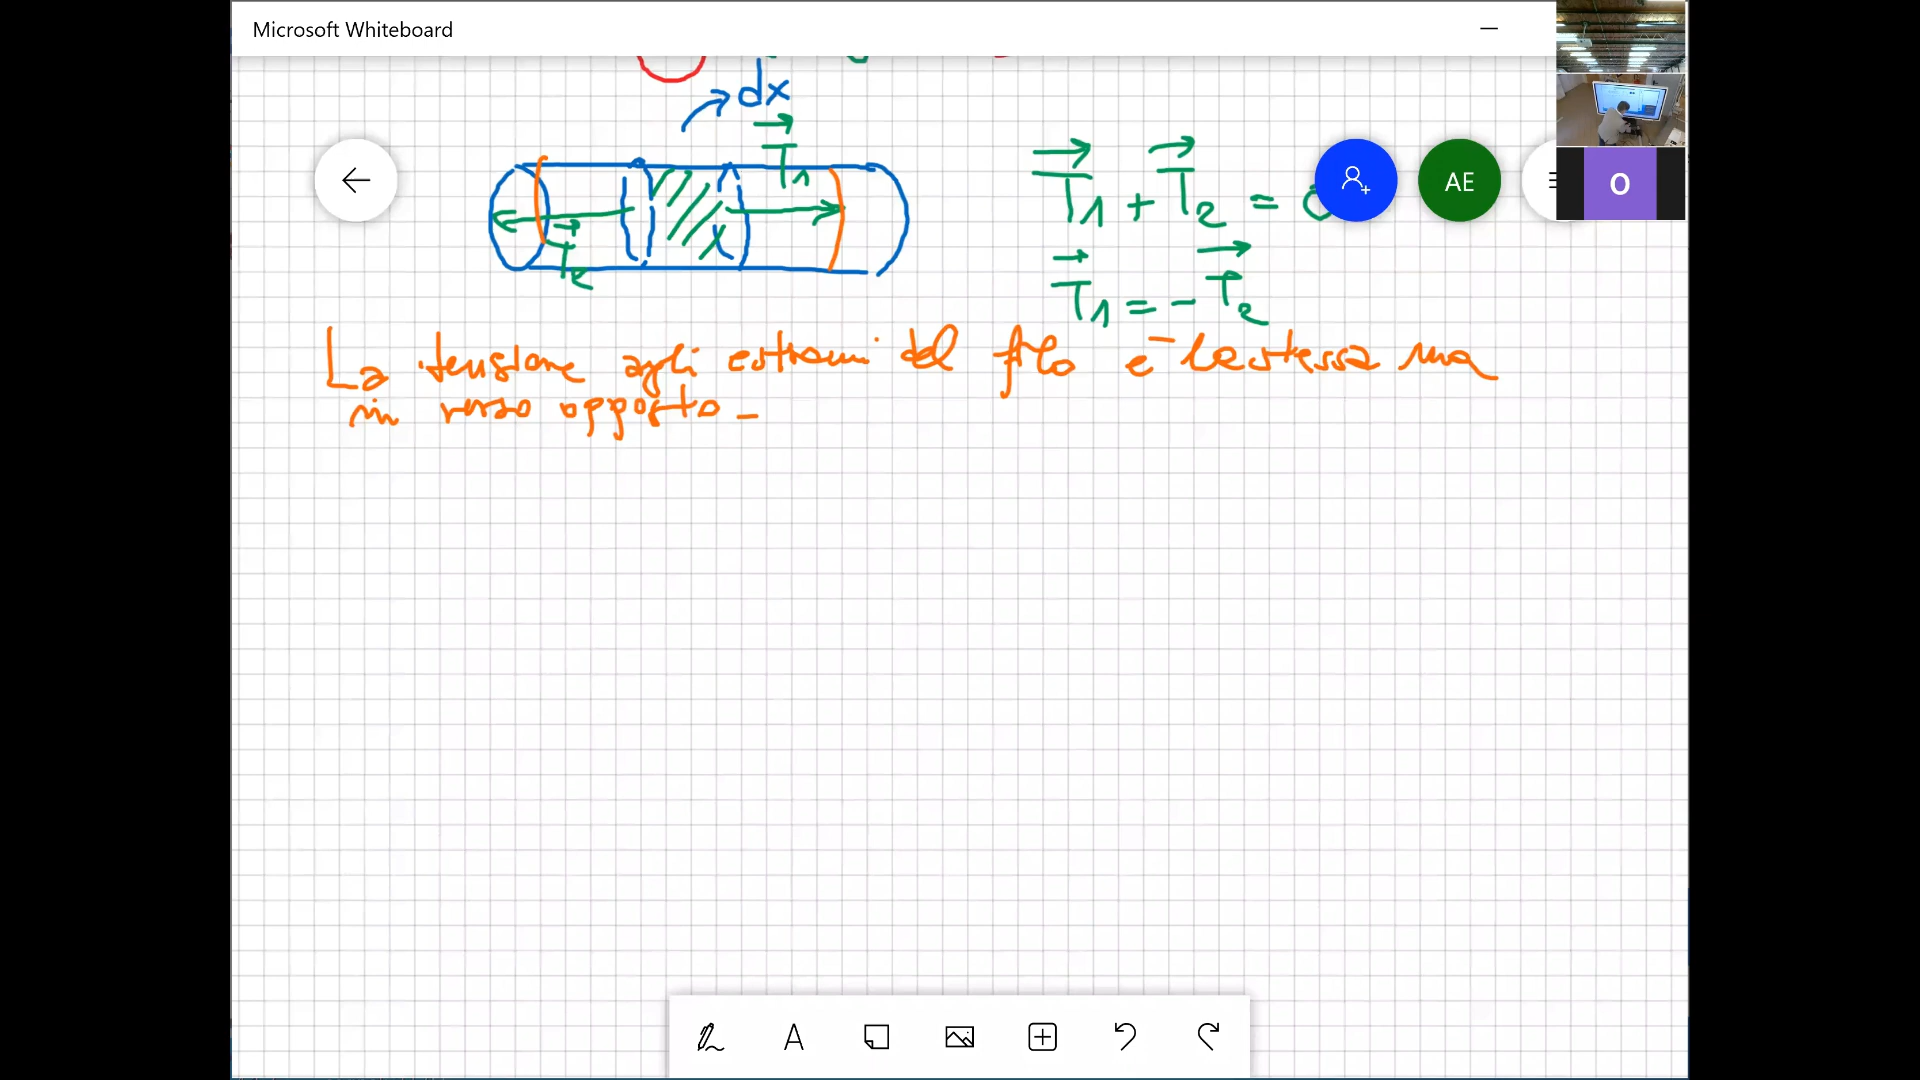 Microsoft Whiteboard
dx
T1
T2
T1 + T2 = 0
AE
O
T1 = - T2
La tensione agli estremi del filo è la stessa ma
in verso opposto -
A